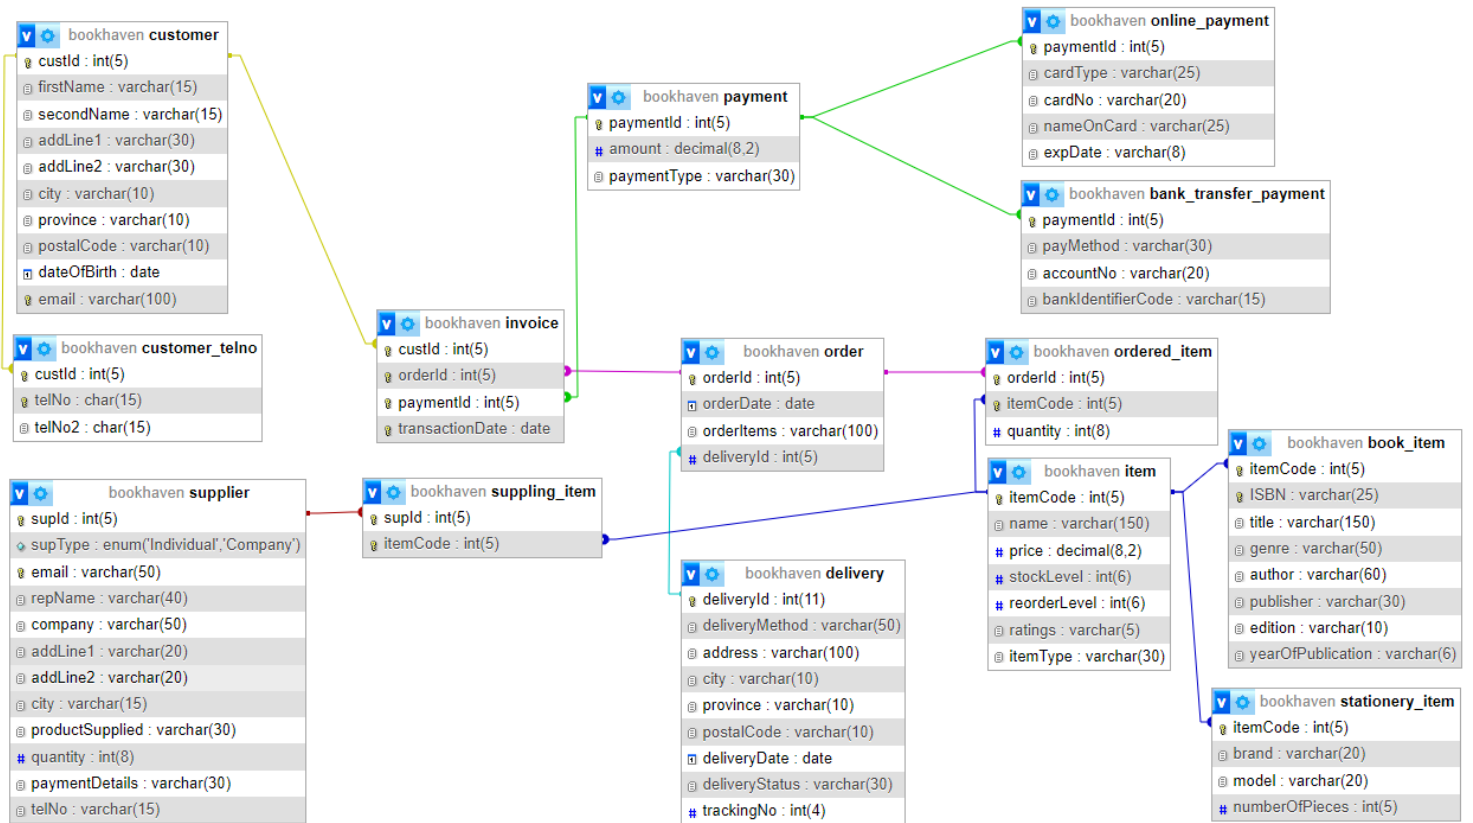 bookhaven customer
custId : int(5)
firstName : varchar(15)
secondName : varchar(15)
addLine1 : varchar(30)
addLine2 : varchar(30)
city : varchar(10)
province : varchar(10)
postalCode : varchar(10)
dateOfBirth : date
email : varchar(100)
bookhaven customer_telno
custId : int(5)
telNo : char(15)
telNo2 : char(15)
bookhaven supplier
supId : int(5)
supType : enum('Individual','Company')
email : varchar(50)
repName : varchar(40)
company : varchar(50)
addLine1 : varchar(20)
addLine2 : varchar(20)
city : varchar(15)
productSupplied : varchar(30)
# quantity : int(8)
paymentDetails : varchar(30)
telNo : varchar(15)
bookhaven invoice
custId : int(5)
orderId : int(5)
paymentId : int(5)
transactionDate : date
bookhaven suppling_item
supId : int(5)
itemCode : int(5)
bookhaven payment
paymentId : int(5)
# amount : decimal(8,2)
paymentType : varchar(30)
bookhaven order
orderId : int(5)
orderDate : date
orderItems : varchar(100)
# deliveryId : int(5)
bookhaven delivery
deliveryId : int(11)
deliveryMethod : varchar(50)
address : varchar(100)
city : varchar(10)
province : varchar(10)
postalCode : varchar(10)
deliveryDate : date
deliveryStatus : varchar(30)
# trackingNo : int(4)
bookhaven online_payment
paymentId : int(5)
cardType : varchar(25)
cardNo : varchar(20)
nameOnCard : varchar(25)
expDate : varchar(8)
bookhaven bank_transfer_payment
paymentId : int(5)
payMethod : varchar(30)
accountNo : varchar(20)
bankIdentifierCode : varchar(15)
bookhaven ordered_item
orderId : int(5)
itemCode : int(5)
# quantity : int(8)
bookhaven item
itemCode : int(5)
name : varchar(150)
# price : decimal(8,2)
# stockLevel : int(6)
# reorderLevel : int(6)
ratings : varchar(5)
itemType : varchar(30)
bookhaven book_item
itemCode : int(5)
ISBN : varchar(25)
title : varchar(150)
genre : varchar(50)
author : varchar(60)
publisher : varchar(30)
edition : varchar(10)
yearOfPublication : varchar(6)
bookhaven stationery_item
itemCode : int(5)
brand : varchar(20)
model : varchar(20)
# numberOfPieces : int(5)